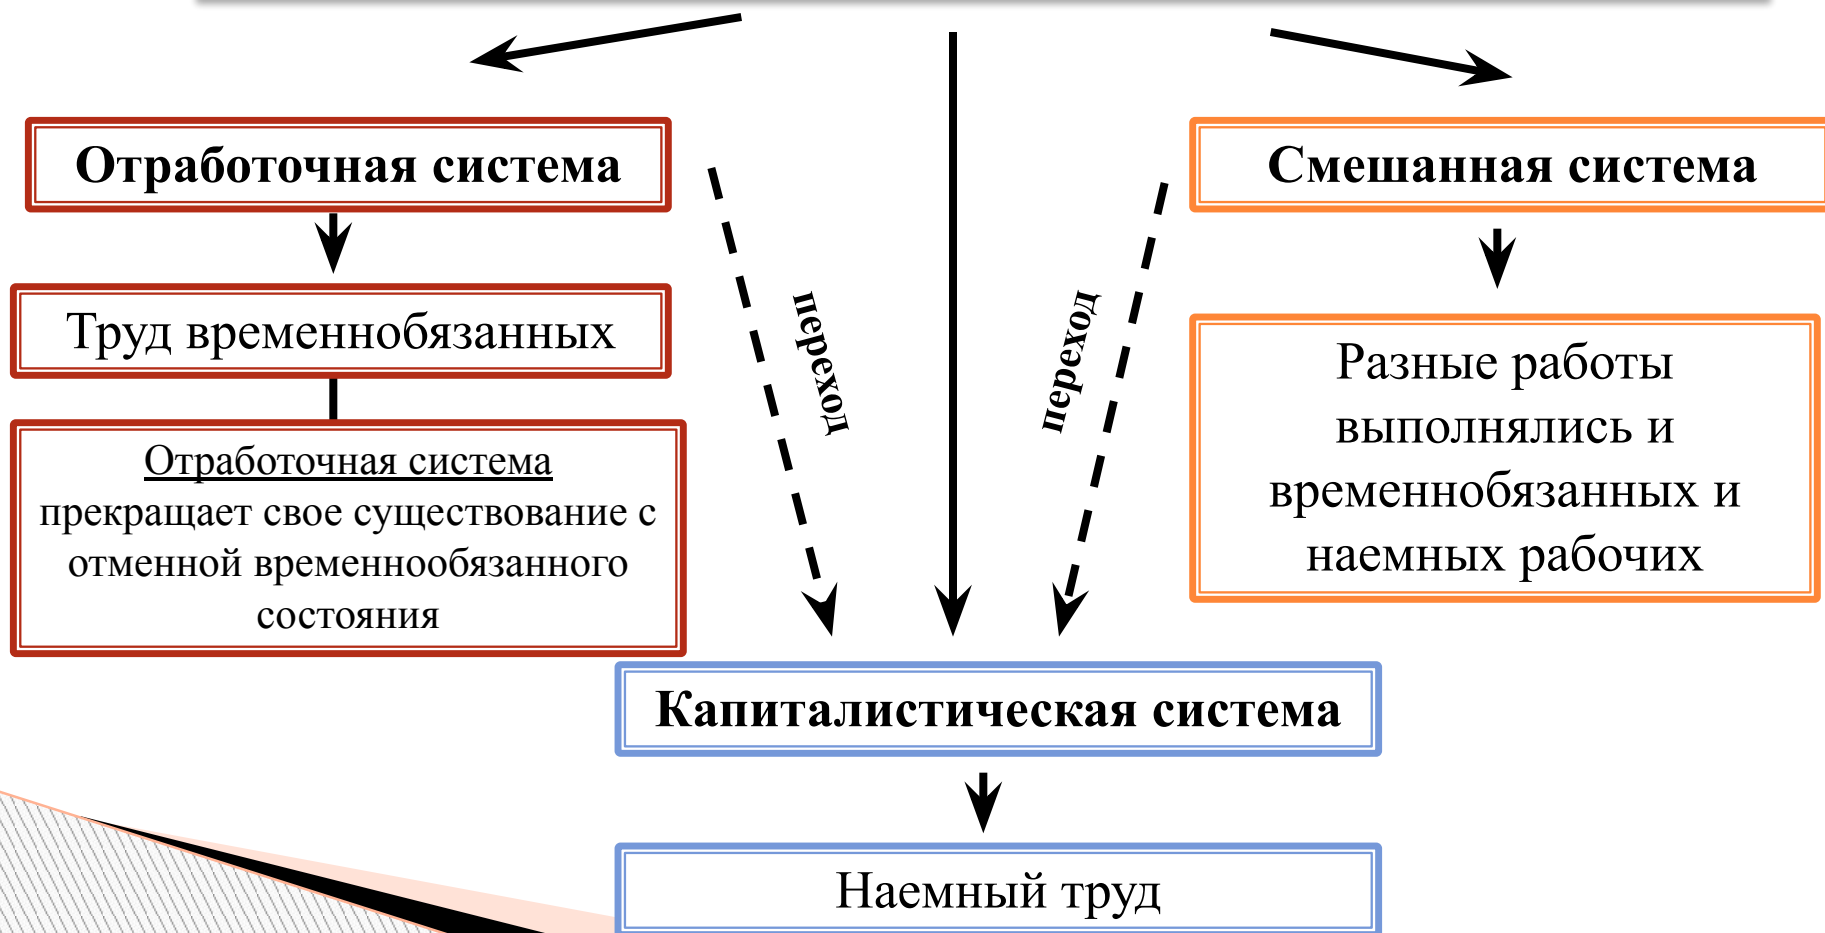 Отработочная система
Труд временнобязанных
Отработочная система
прекращает свое существование с
отменной временнообязанного
состояния
переход
переход
Смешанная система
Разные работы
выполнялись и
временнобязанных и
наемных рабочих
Капиталистическая система
Наемный труд